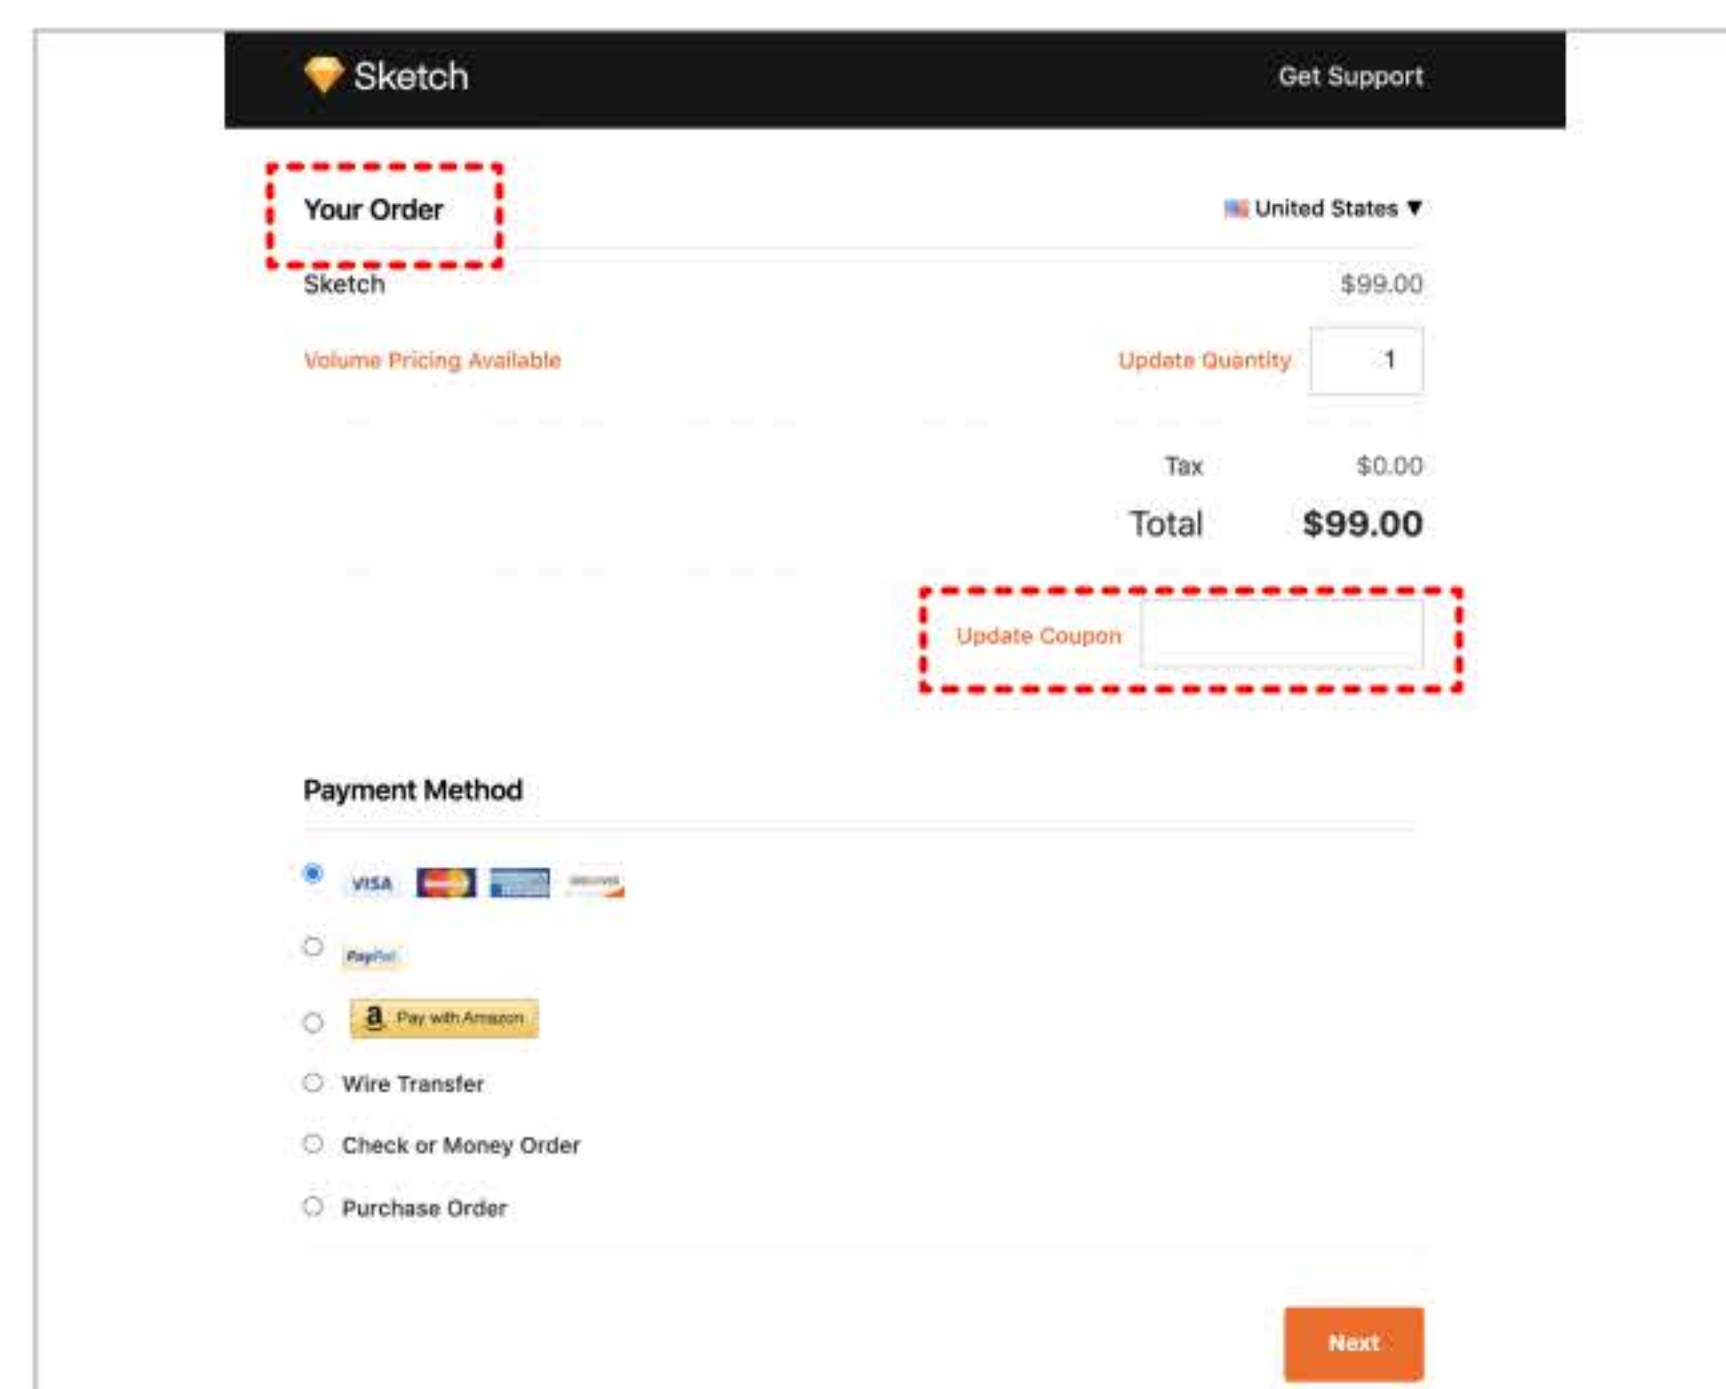 Sketch Get Support
Your Order United States ▼
Sketch $99.00
Volume Pricing Available Update Quantity 1
Tax $0.00
Total $99.00
Update Coupon
Payment Method
VISA DISCOVER
PayPal
a Pay with Amazon
Wire Transfer
Check or Money Order
Purchase Order
Next